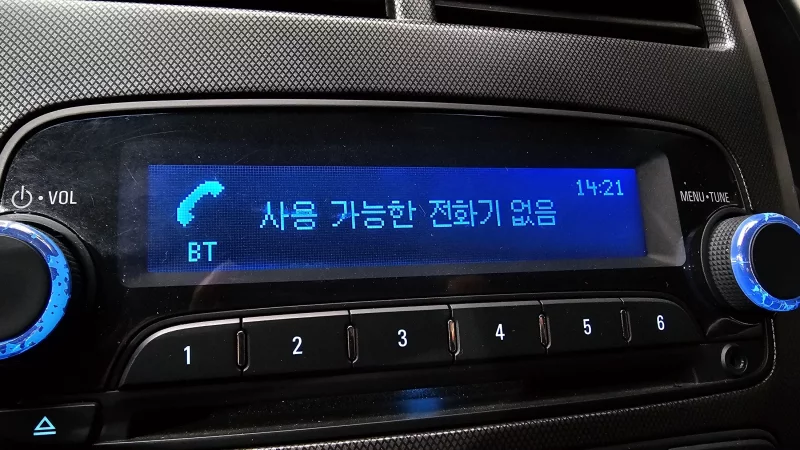 14:21
VOL
MENU•TUNE
사용 가능한 전화기 없음
BT
1 2 3 4 5 6